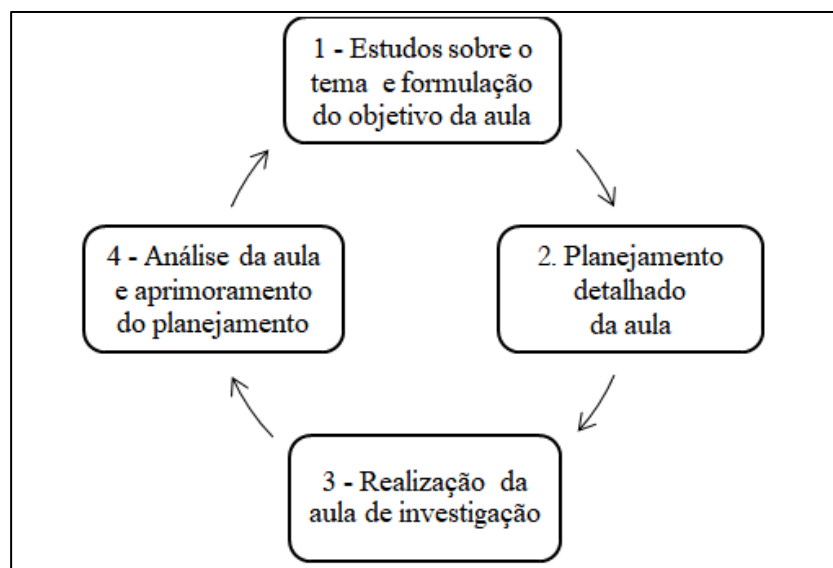 1 - Estudos sobre o
tema e formulação
do objetivo da aula
4 - Análise da aula
e aprimoramento
do planejamento
2. Planejamento
detalhado
da aula
3 - Realização da
aula de investigação